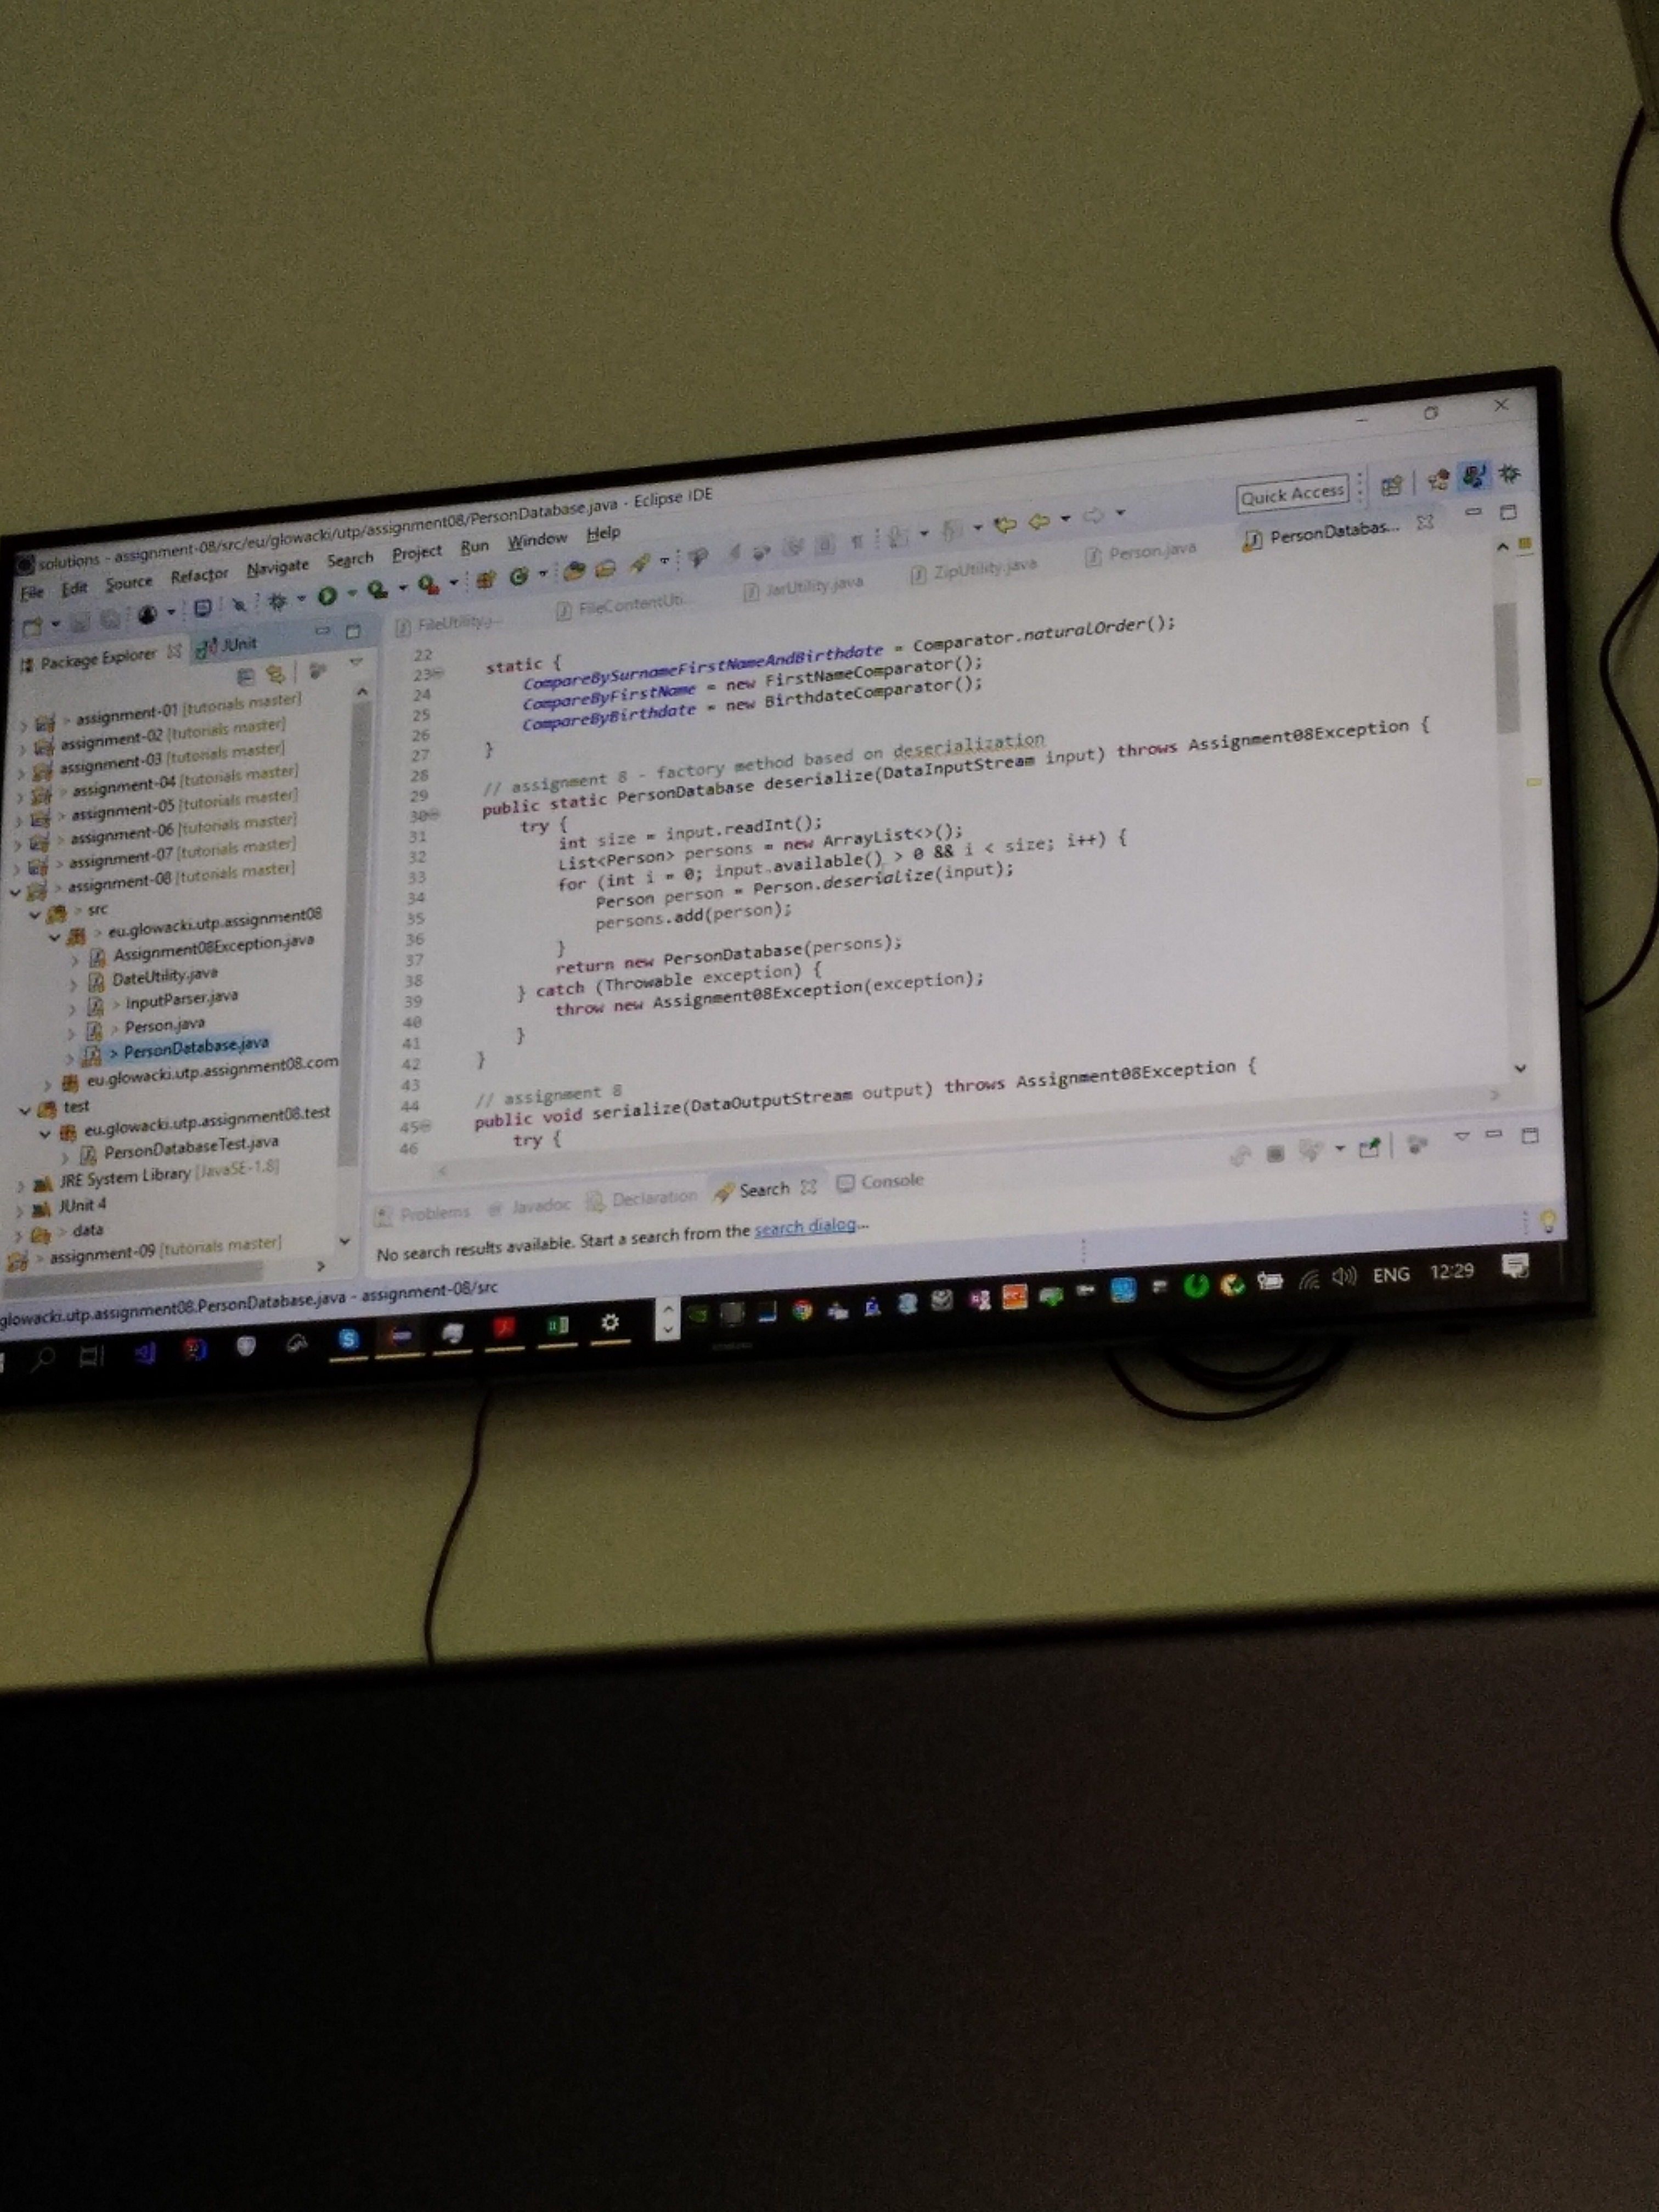 solutions - assignment-08/src/eu/glowacki/utp/assignment08/PersonDatabase.java - Eclipse IDE
File Edit Source Refactor Navigate Search Project Run Window Help
Quick Access
Package Explorer
JUnit
> assignment-01 [tutorials master]
assignment-02 [tutorials master]
> assignment-03 [tutorials master]
> assignment-04 [tutorials master]
> assignment-05 [tutorials master]
> assignment-06 [tutorials master]
> assignment-07 [tutorials master]
> assignment-08 [tutorials master]
> src
> eu.glowacki.utp.assignment08
Assignment08Exception.java
DateUtility.java
> InputParser.java
> Person.java
> PersonDatabase.java
eu.glowacki.utp.assignment08.com
test
eu.glowacki.utp.assignment08.test
PersonDatabaseTest.java
JRE System Library [JavaSE-1.8]
JUnit 4
> data
> assignment-09 [tutorials master]
FileUtility.j...
FileContentUti...
JarUtility.java
ZipUtility.java
Person.java
PersonDatabas...
22
23 static {
24 CompareBySurnameFirstNameAndBirthdate = Comparator.naturalOrder();
25 CompareByFirstName = new FirstNameComparator();
26 CompareByBirthdate = new BirthdateComparator();
27 }
28
29 // assignment 8 - factory method based on deserialization
30 public static PersonDatabase deserialize(DataInputStream input) throws Assignment08Exception {
31 try {
32 int size = input.readInt();
33 List<Person> persons = new ArrayList<>();
34 for (int i = 0; input.available() > 0 && i < size; i++) {
35 Person person = Person.deserialize(input);
36 persons.add(person);
37 }
38 return new PersonDatabase(persons);
39 } catch (Throwable exception) {
40 throw new Assignment08Exception(exception);
41 }
42 }
43
44 // assignment 8
45 public void serialize(DataOutputStream output) throws Assignment08Exception {
46 try {
Problems @ Javadoc Declaration Search Console
No search results available. Start a search from the search dialog...
glowacki.utp.assignment08.PersonDatabase.java - assignment-08/src
ENG 12:29